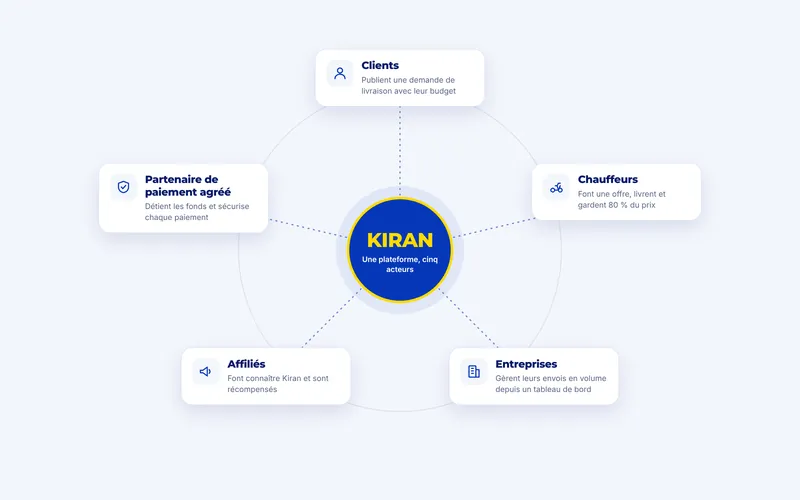 Clients
Publient une demande de
livraison avec leur budget
Partenaire de
paiement agréé
Détient les fonds et sécurise
chaque paiement
Chauffeurs
Font une offre, livrent et
gardent 80 % du prix
KIRAN
Une plateforme, cinq
acteurs
Affiliés
Font connaître Kiran et sont
récompensés
Entreprises
Gèrent leurs envois en volume
depuis un tableau de bord